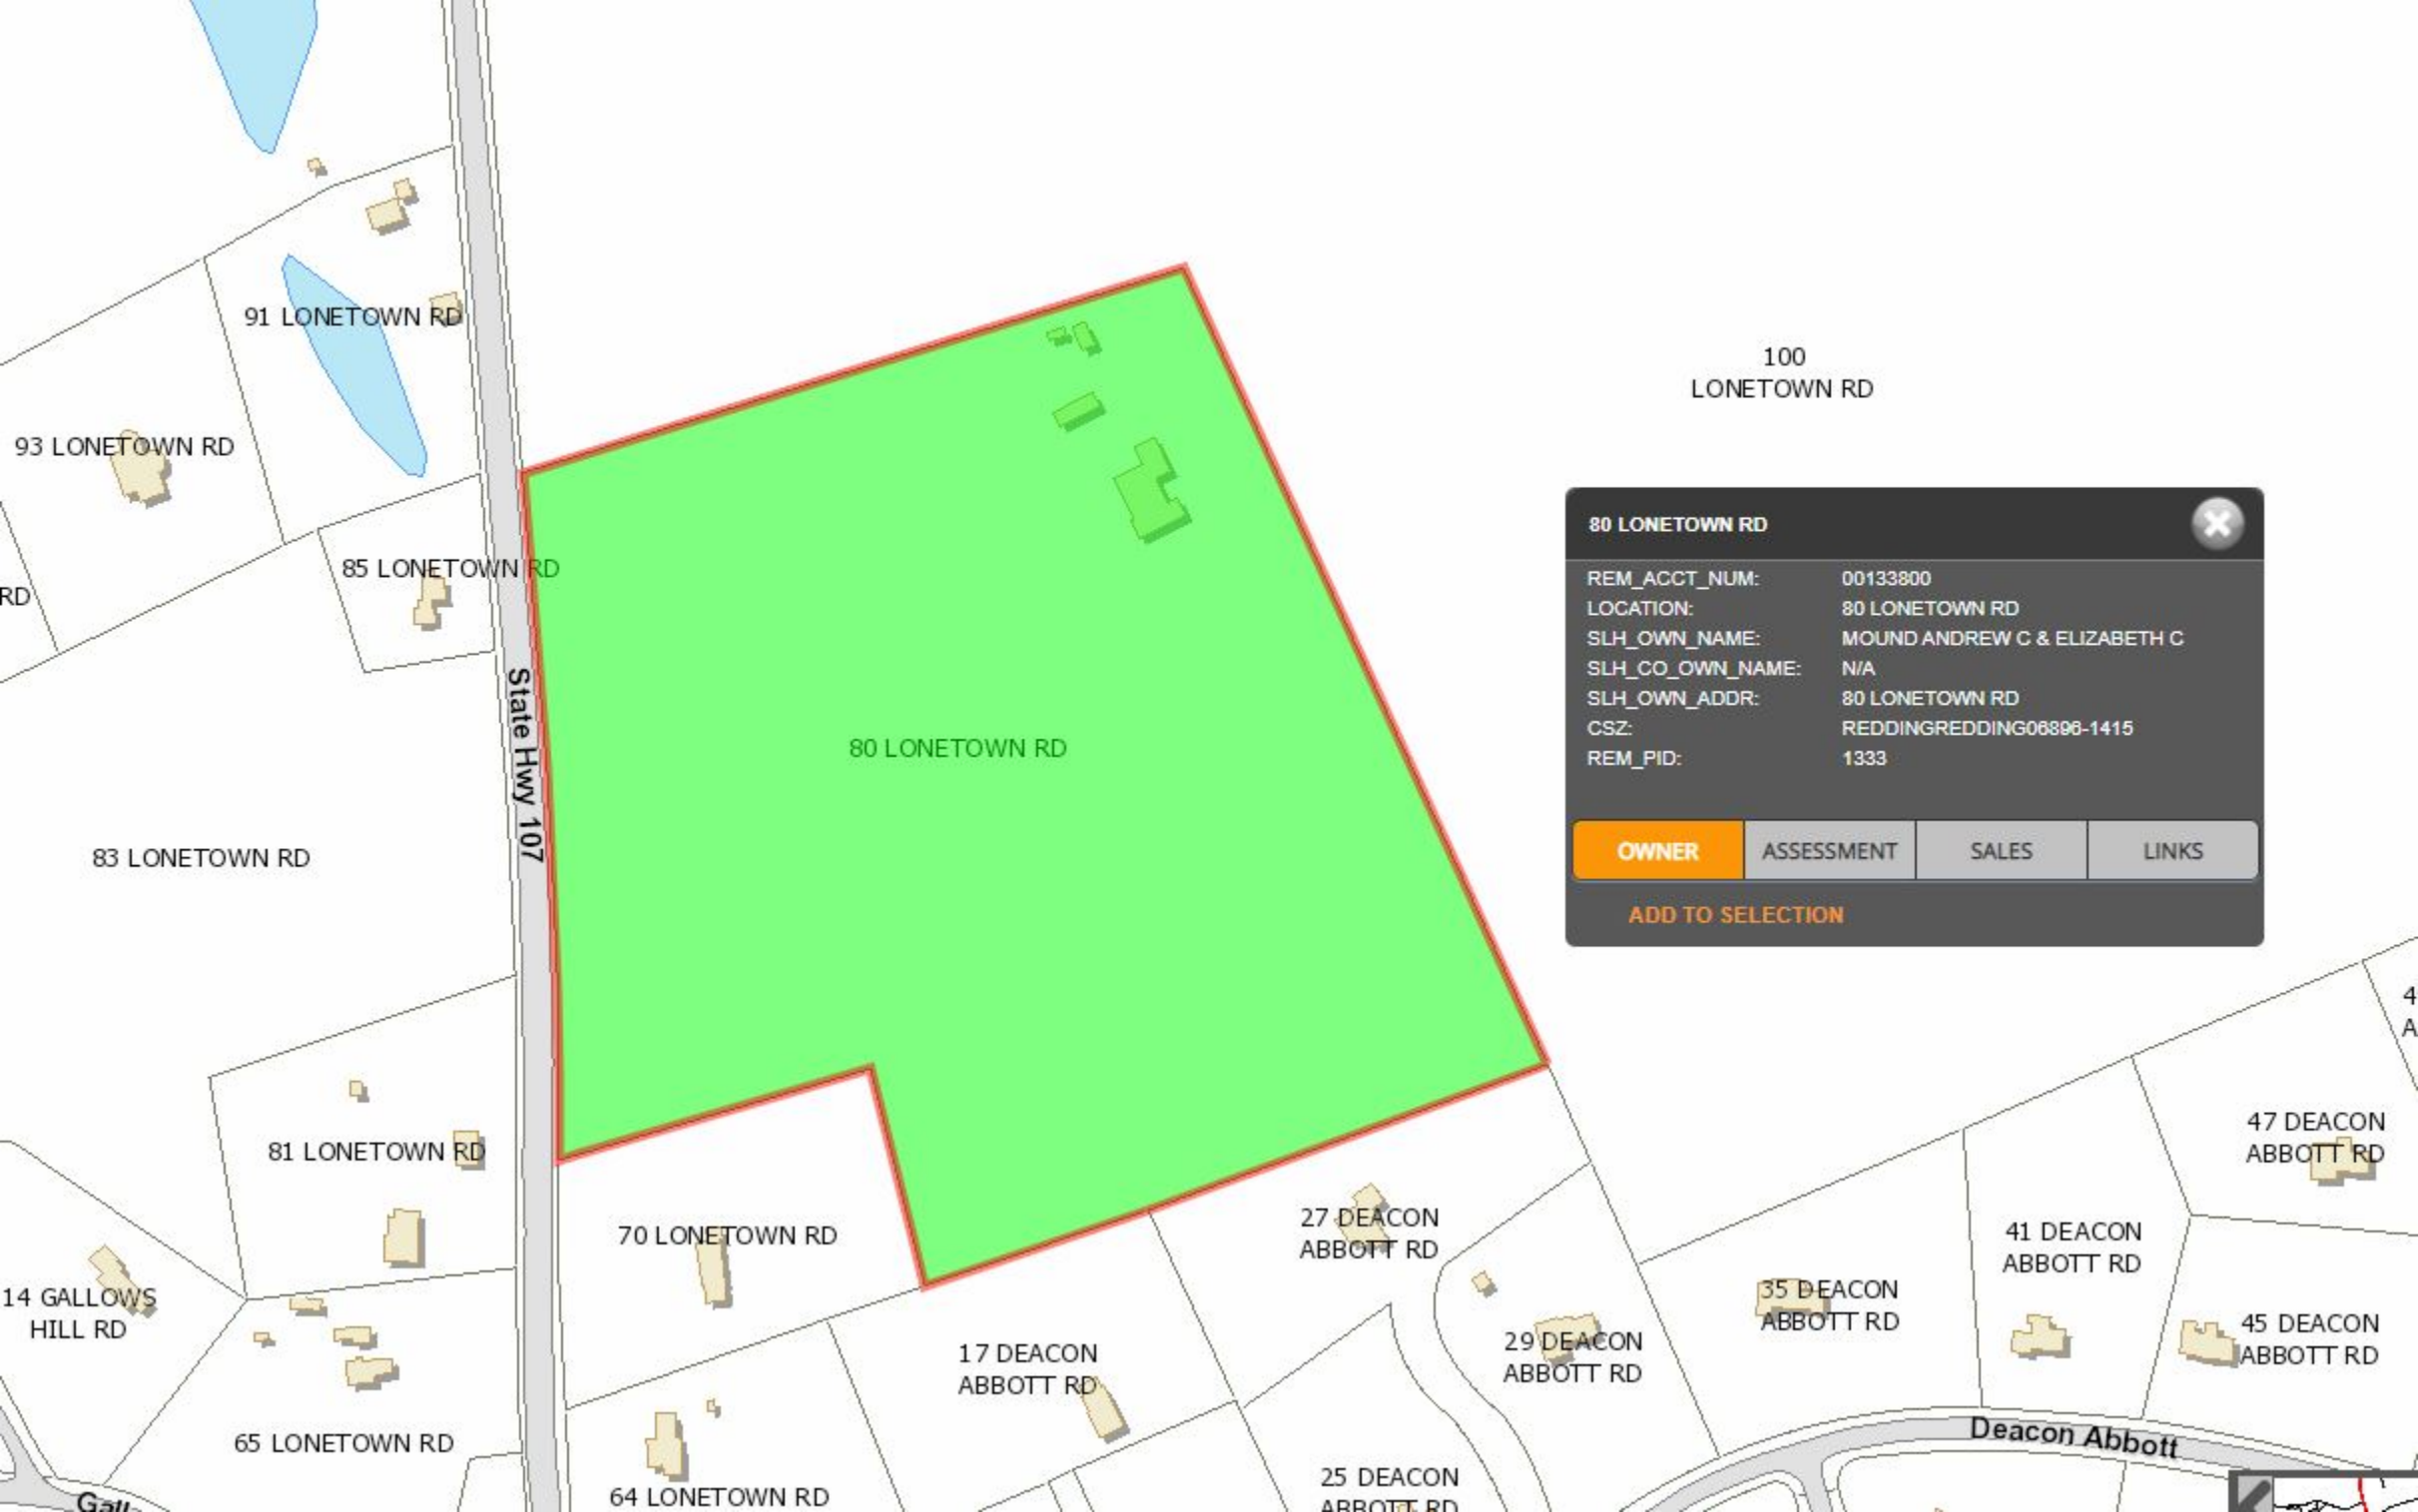 91 LONETOWN RD
100
LONETOWN RD
93 LONETOWN RD
85 LONETOWN RD
RD
State Hwy 107
80 LONETOWN RD
83 LONETOWN RD
80 LONETOWN RD
REM_ACCT_NUM: 00133800
LOCATION: 80 LONETOWN RD
SLH_OWN_NAME: MOUND ANDREW C & ELIZABETH C
SLH_CO_OWN_NAME: N/A
SLH_OWN_ADDR: 80 LONETOWN RD
CSZ: REDDINGREDDING06896-1415
REM_PID: 1333
OWNER ASSESSMENT SALES LINKS
ADD TO SELECTION
4
A
81 LONETOWN RD
47 DEACON
ABBOTT RD
70 LONETOWN RD
27 DEACON
ABBOTT RD
41 DEACON
ABBOTT RD
14 GALLOWS
HILL RD
35 DEACON
ABBOTT RD
29 DEACON
ABBOTT RD
45 DEACON
ABBOTT RD
17 DEACON
ABBOTT RD
65 LONETOWN RD
Deacon Abbott
64 LONETOWN RD
25 DEACON
ABBOTT RD
Gall